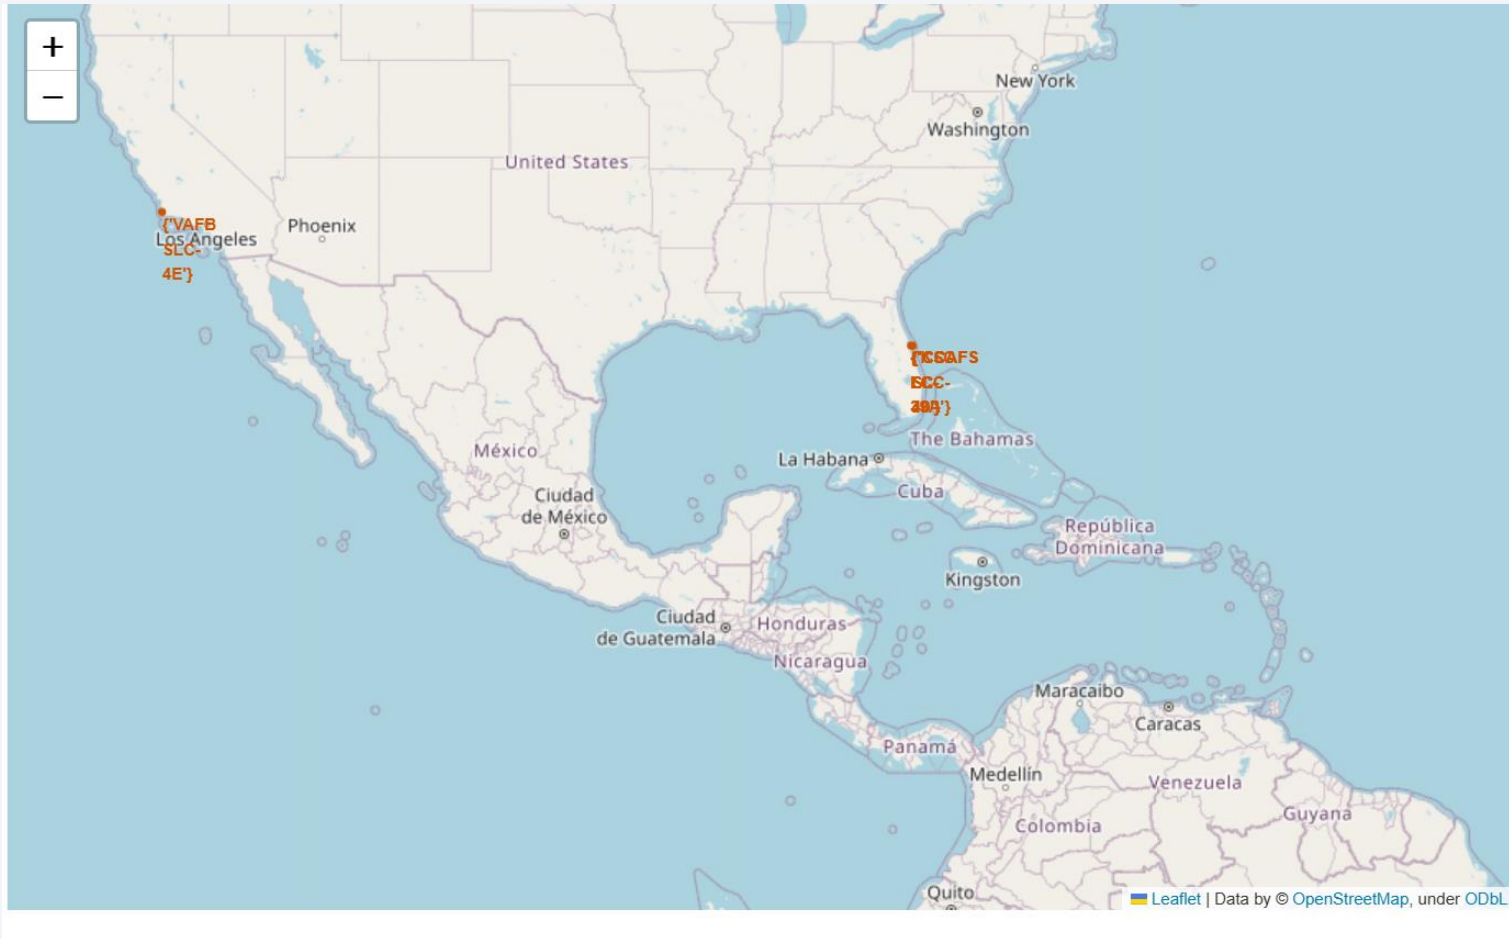 +
−
New York
Washington
United States
Phoenix
Los Angeles
{'VAFB
SLC-
4E'}
México
Ciudad
de México
La Habana
The Bahamas
Cuba
República
Dominicana
Kingston
Ciudad
de Guatemala
Honduras
Nicaragua
Maracaibo
Caracas
Panamá
Medellín
Venezuela
Guyana
Colombia
Quito
Leaflet | Data by © OpenStreetMap, under ODbL